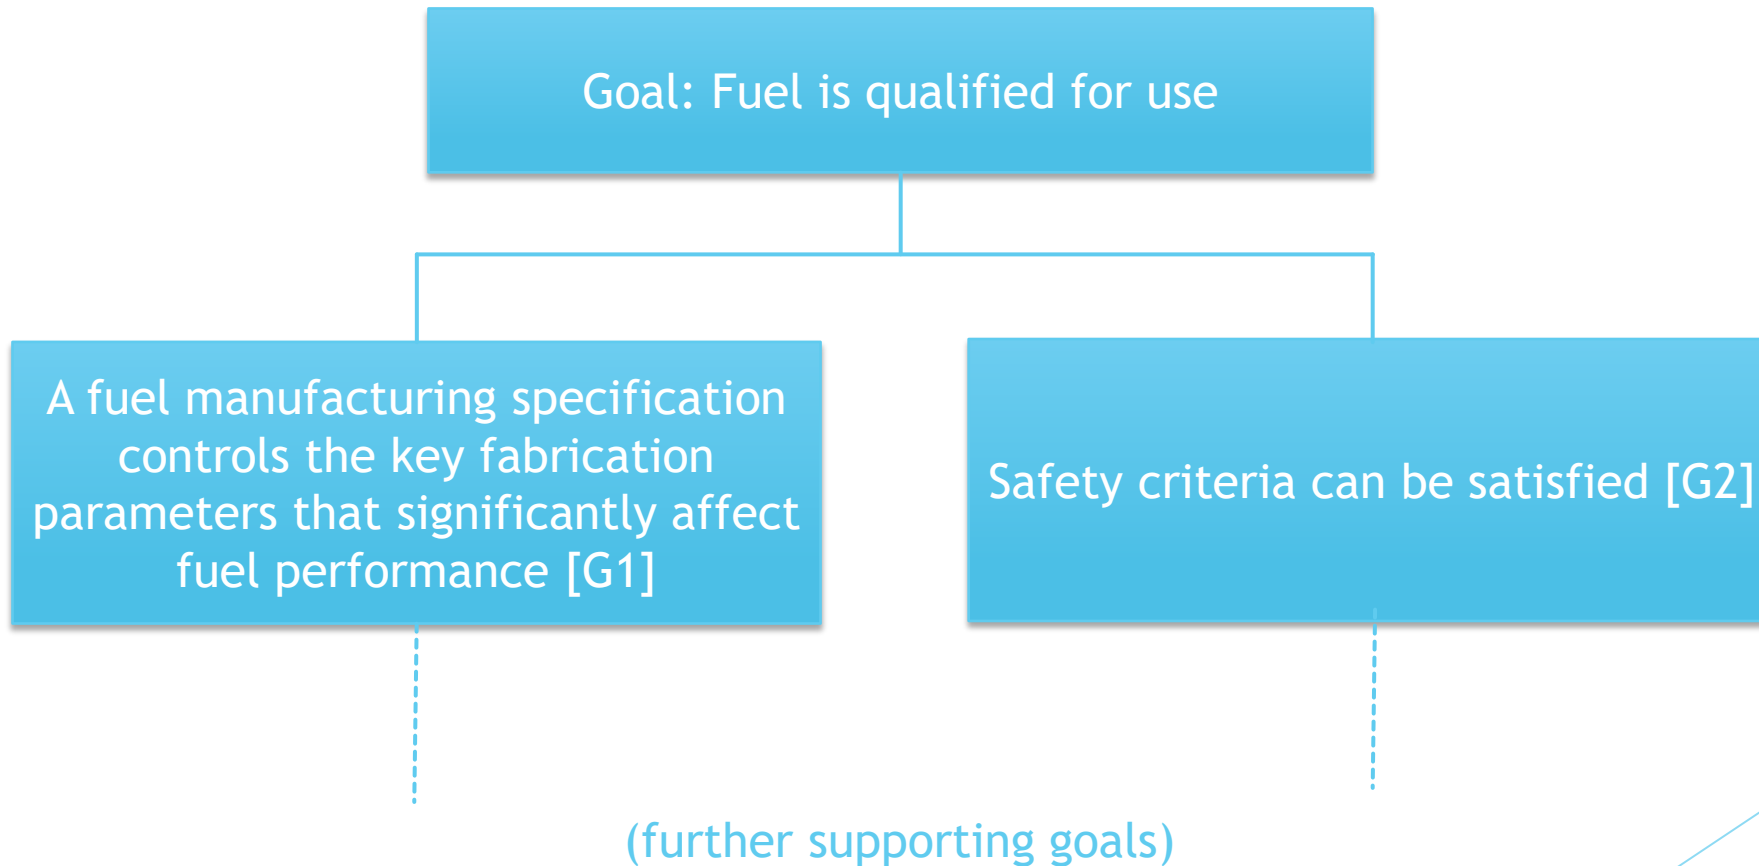 Goal: Fuel is qualified for use
A fuel manufacturing specification
controls the key fabrication
parameters that significantly affect
fuel performance [G1]
Safety criteria can be satisfied [G2]
(further supporting goals)